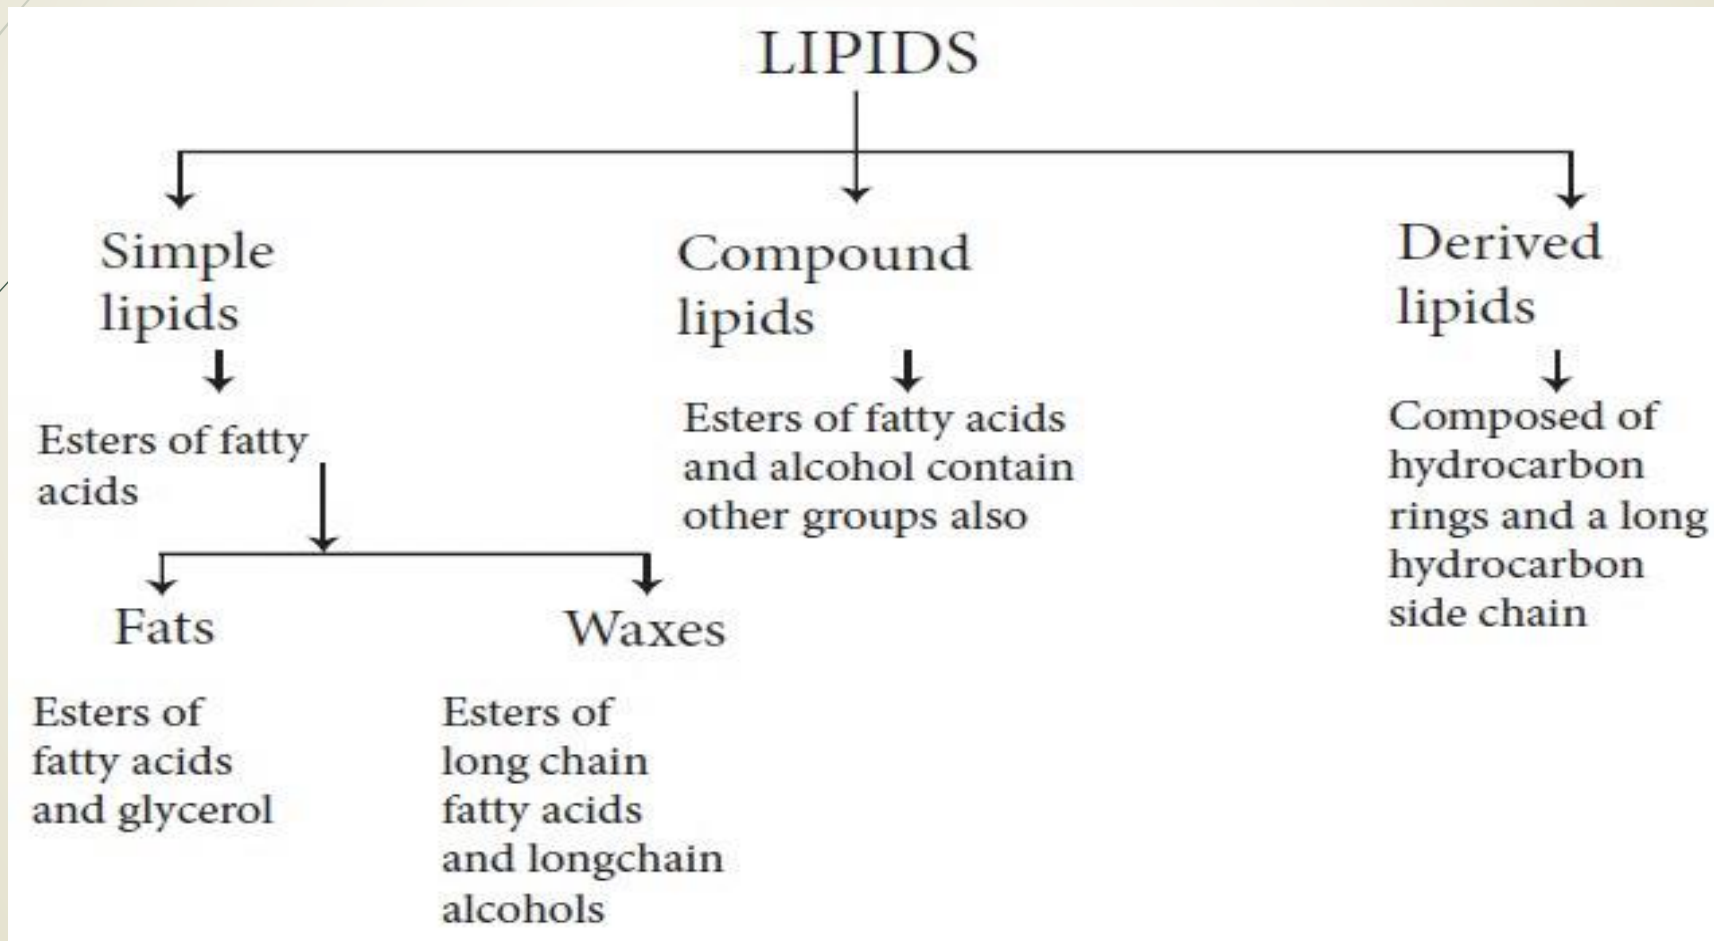 LIPIDS
Simple
lipids
Compound
lipids
Derived
lipids
Esters of fatty
acids
Esters of fatty acids
and alcohol contain
other groups also
Composed of
hydrocarbon
rings and a long
hydrocarbon
side chain
Fats
Waxes
Esters of
fatty acids
and glycerol
Esters of
long chain
fatty acids
and longchain
alcohols